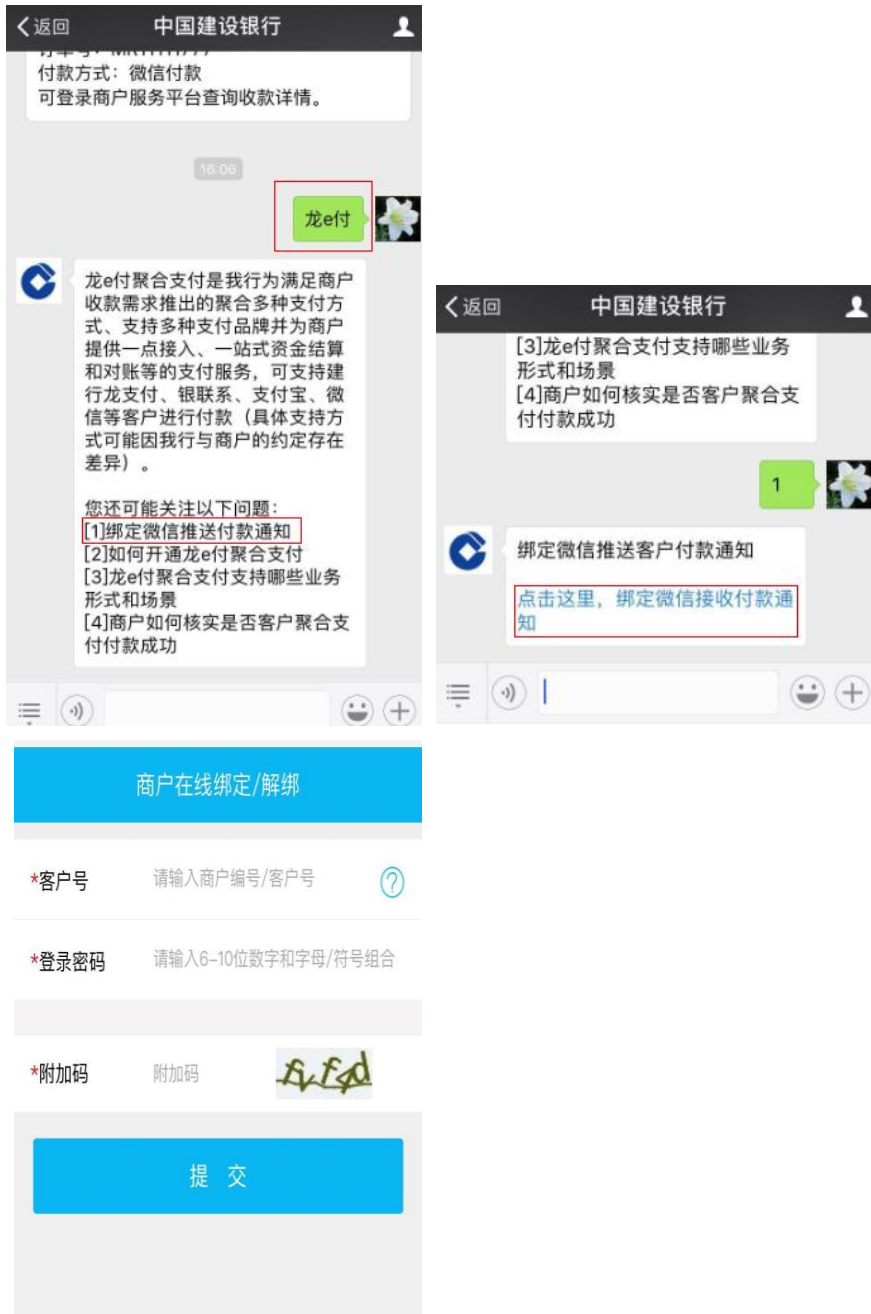 返回
中国建设银行
付款方式：微信付款
可登录商户服务平台查询收款详情。
16:06
龙e付
龙e付聚合支付是我行为满足商户
收款需求推出的聚合多种支付方
式、支持多种支付品牌并为商户
提供一点接入、一站式资金结算
和对账等的支付服务，可支持建
行龙支付、银联系、支付宝、微
信等客户进行付款（具体支持方
式可能因我行与商户的约定存在
差异）。
您还可能关注以下问题：
[1]绑定微信推送付款通知
[2]如何开通龙e付聚合支付
[3]龙e付聚合支付支持哪些业务
形式和场景
[4]商户如何核实是否客户聚合支
付付款成功
返回
中国建设银行
[3]龙e付聚合支付支持哪些业务
形式和场景
[4]商户如何核实是否客户聚合支
付付款成功
1
绑定微信推送客户付款通知
点击这里，绑定微信接收付款通
知
商户在线绑定/解绑
*客户号 请输入商户编号/客户号 ?
*登录密码 请输入6-10位数字和字母/符号组合
*附加码 附加码
提 交